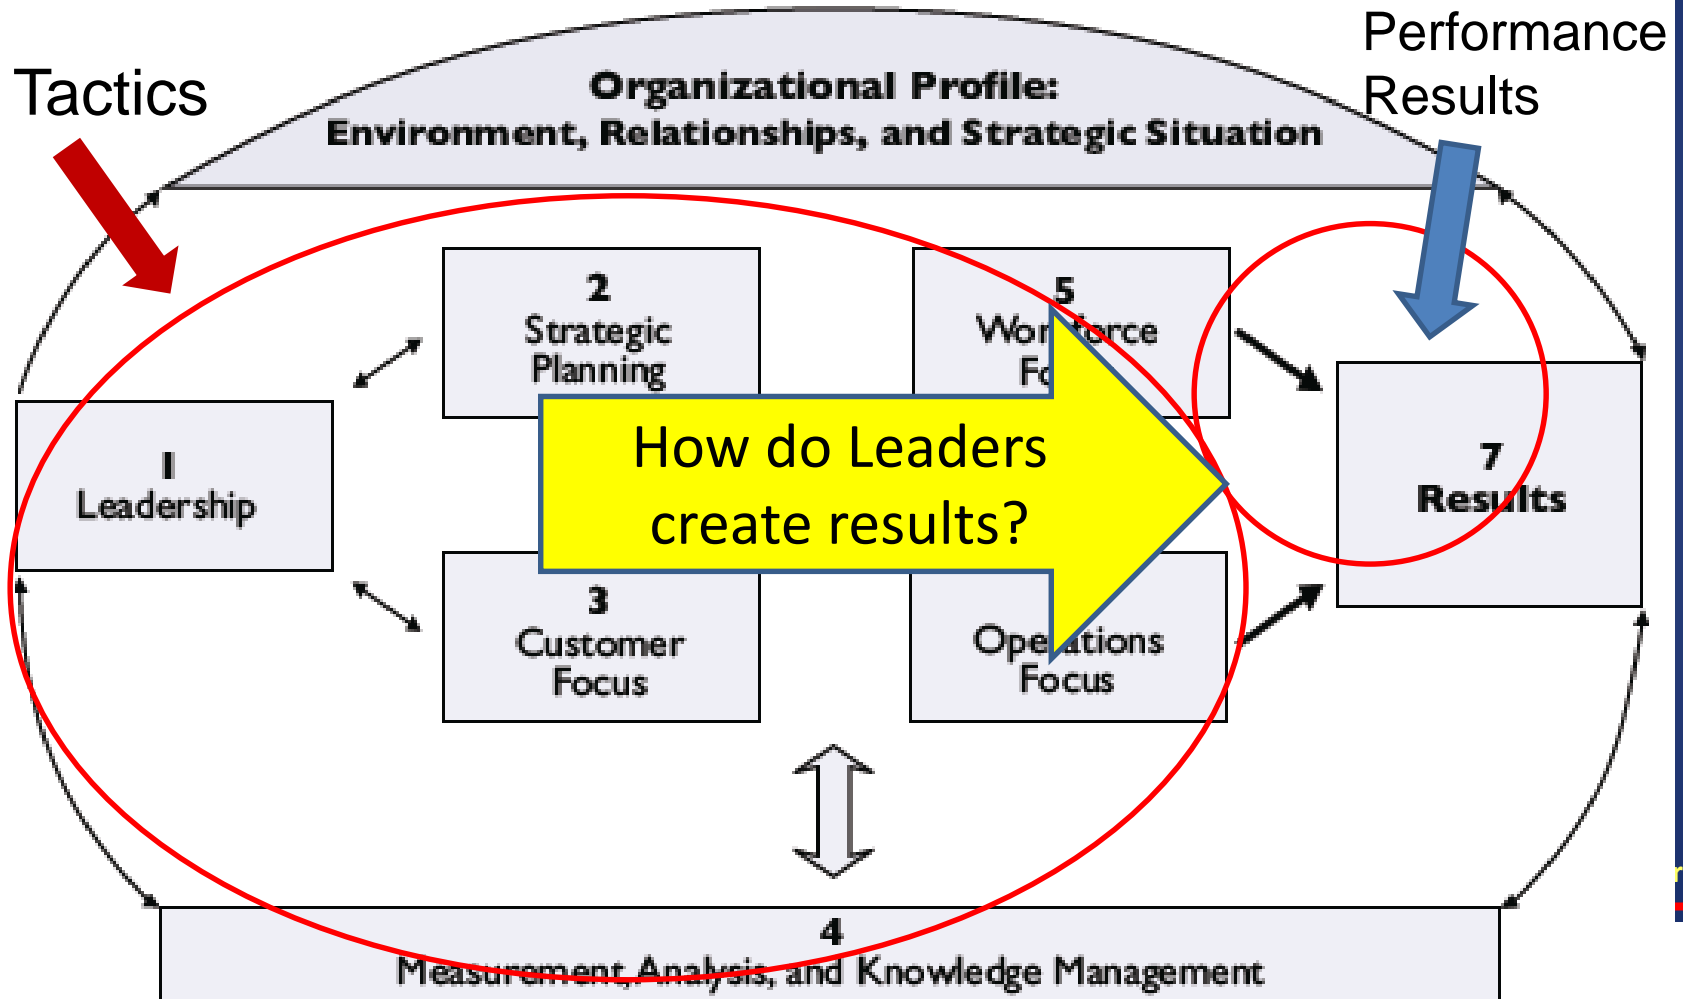 Performance
Results
Tactics
Organizational Profile:
Environment, Relationships, and Strategic Situation
2
Strategic
Planning
5
1
Leadership
How do Leaders
create results?
7
Results
3
Customer
Focus
Operations
Focus
4
Measurement, Analysis, and Knowledge Management